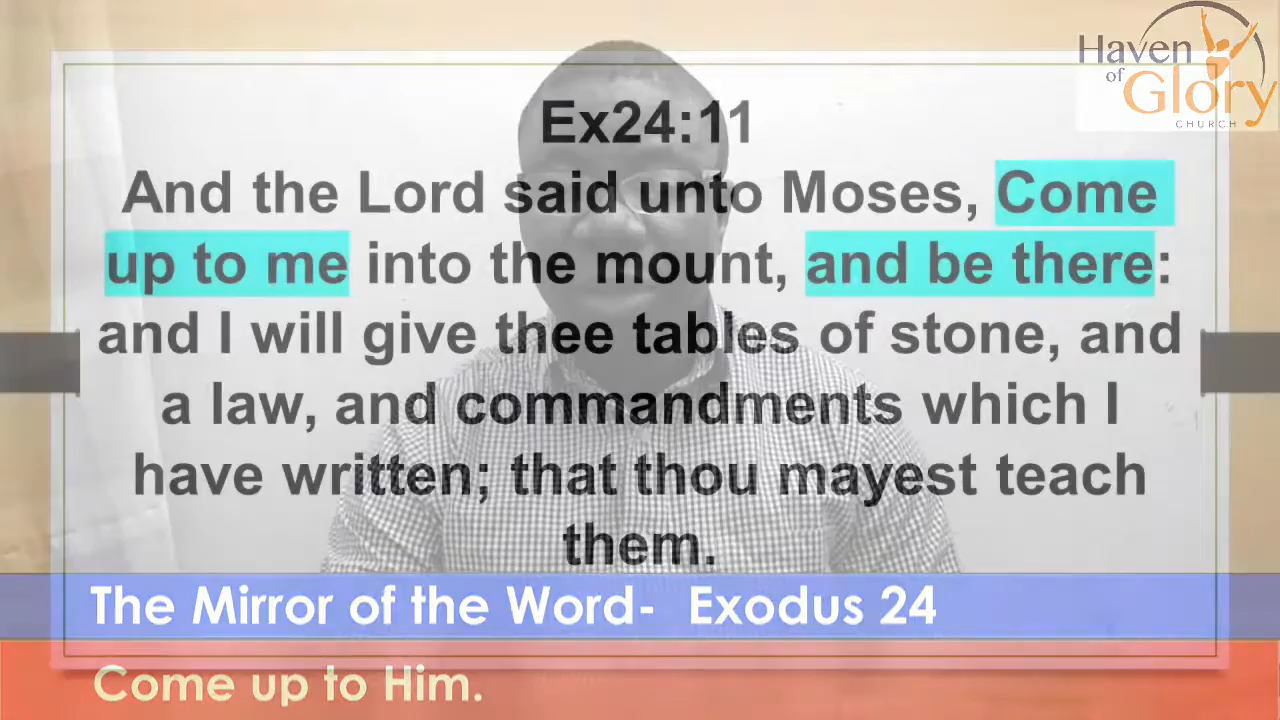 Haven
of
Glory
CHURCH
Ex24:11
And the Lord said unto Moses, Come
up to me into the mount, and be there:
and I will give thee tables of stone, and
a law, and commandments which I
have written; that thou mayest teach
them.
The Mirror of the Word- Exodus 24
Come up to Him.